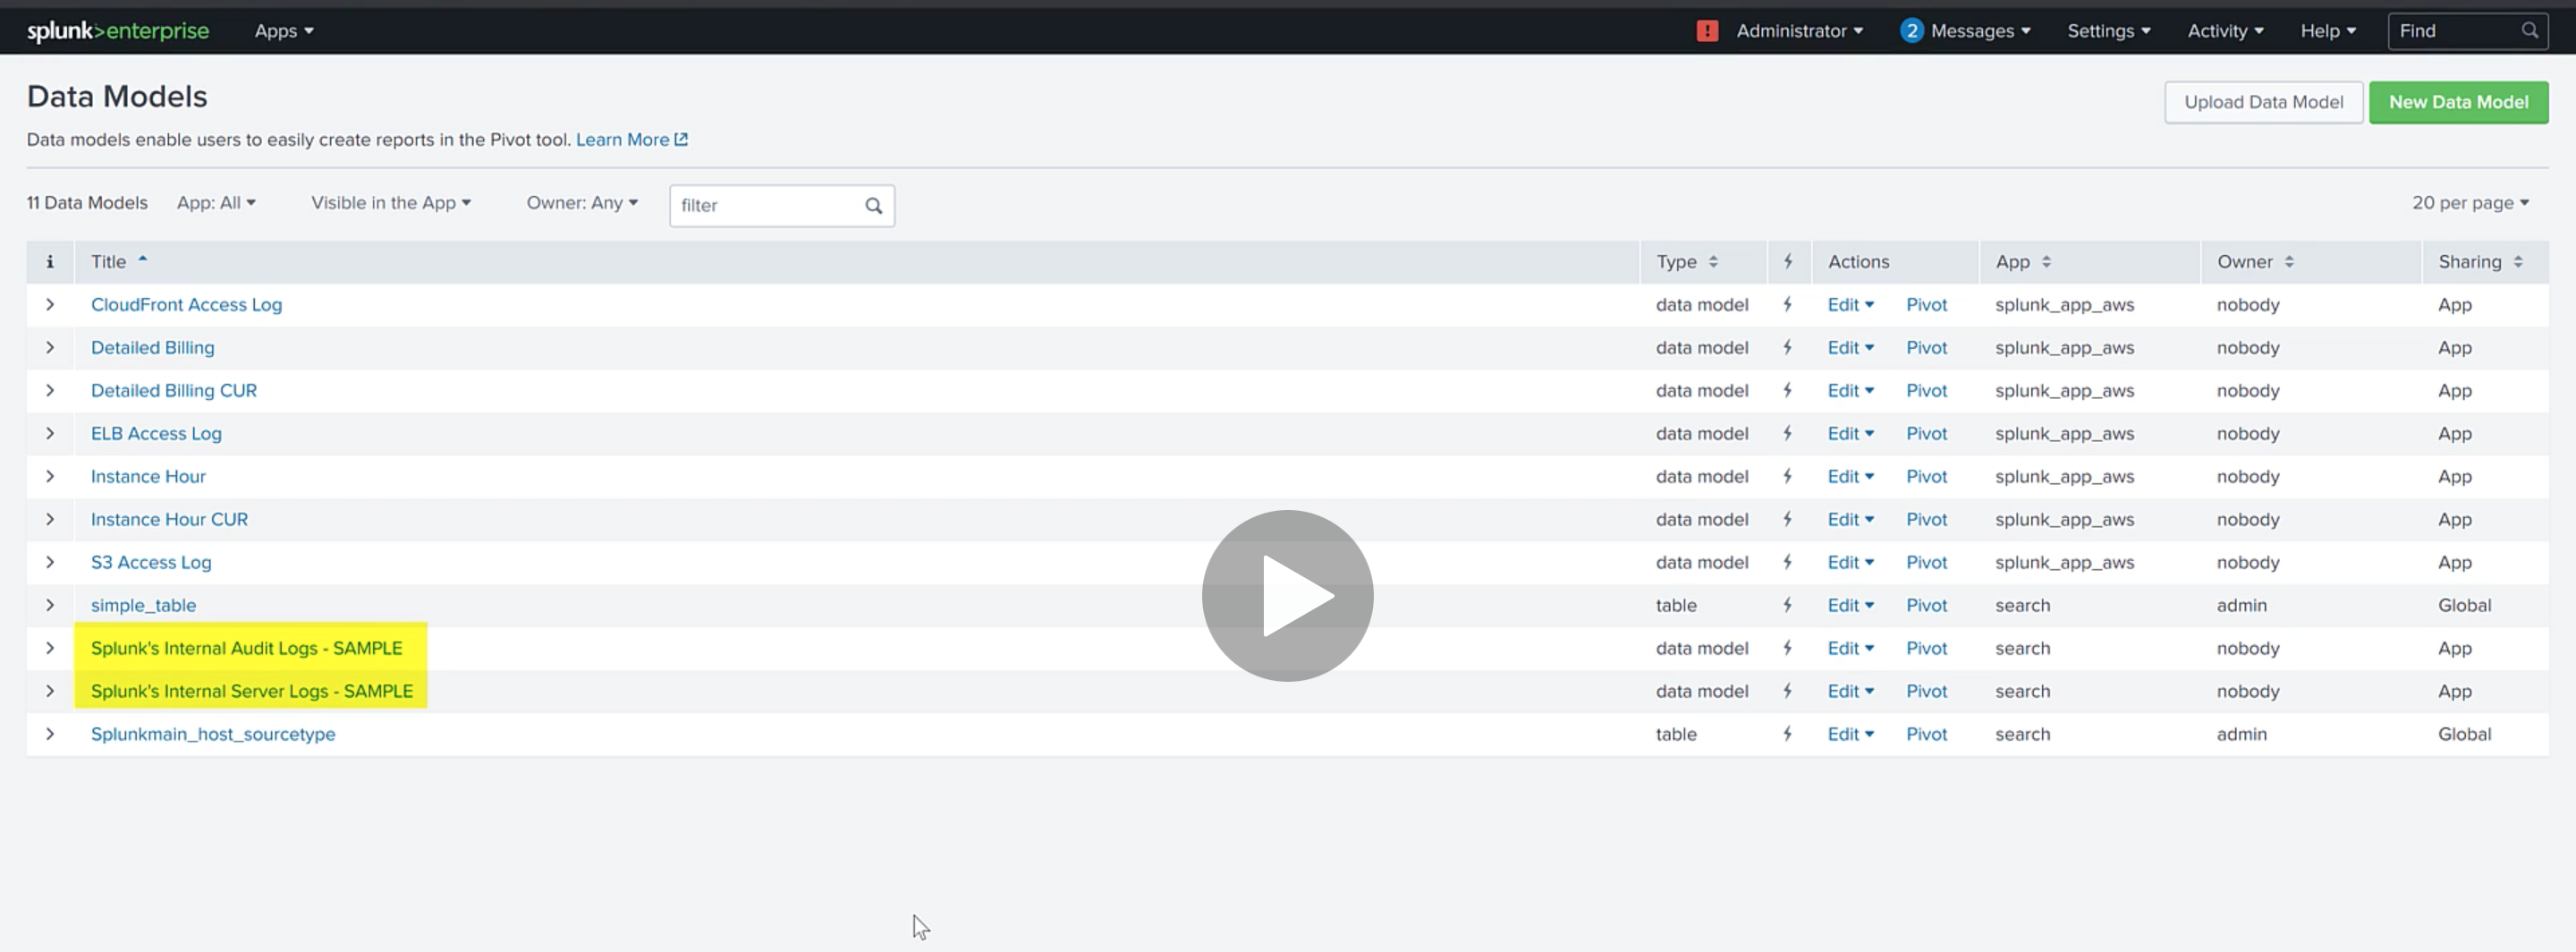 splunk>enterprise Apps Administrator 2 Messages Settings Activity Help Find
Data Models Upload Data Model New Data Model
Data models enable users to easily create reports in the Pivot tool. Learn More
11 Data Models App: All Visible in the App Owner: Any filter 20 per page
i Title Type Actions App Owner Sharing
CloudFront Access Log data model Edit Pivot splunk_app_aws nobody App
Detailed Billing data model Edit Pivot splunk_app_aws nobody App
Detailed Billing CUR data model Edit Pivot splunk_app_aws nobody App
ELB Access Log data model Edit Pivot splunk_app_aws nobody App
Instance Hour data model Edit Pivot splunk_app_aws nobody App
Instance Hour CUR data model Edit Pivot splunk_app_aws nobody App
S3 Access Log data model Edit Pivot splunk_app_aws nobody App
simple_table table Edit Pivot search admin Global
Splunk's Internal Audit Logs - SAMPLE data model Edit Pivot search nobody App
Splunk's Internal Server Logs - SAMPLE data model Edit Pivot search nobody App
Splunkmain_host_sourcetype table Edit Pivot search admin Global